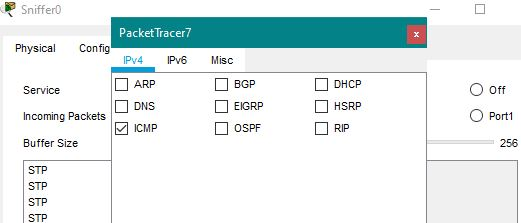 Sniffer0
PacketTracer7 x
Physical Config
IPv4 IPv6 Misc
ARP BGP DHCP
Service Off
DNS EIGRP HSRP
Incoming Packets Port1
ICMP OSPF RIP
Buffer Size 256
STP
STP
STP
STP